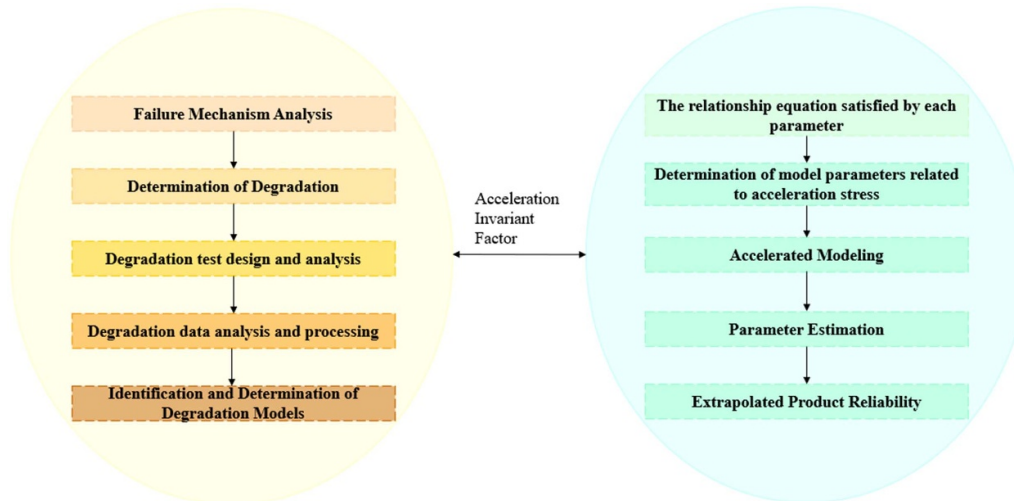 Failure Mechanism Analysis
Determination of Degradation
Degradation test design and analysis
Degradation data analysis and processing
Identification and Determination of
Degradation Models
Acceleration
Invariant
Factor
The relationship equation satisfied by each
parameter
Determination of model parameters related
to acceleration stress
Accelerated Modeling
Parameter Estimation
Extrapolated Product Reliability